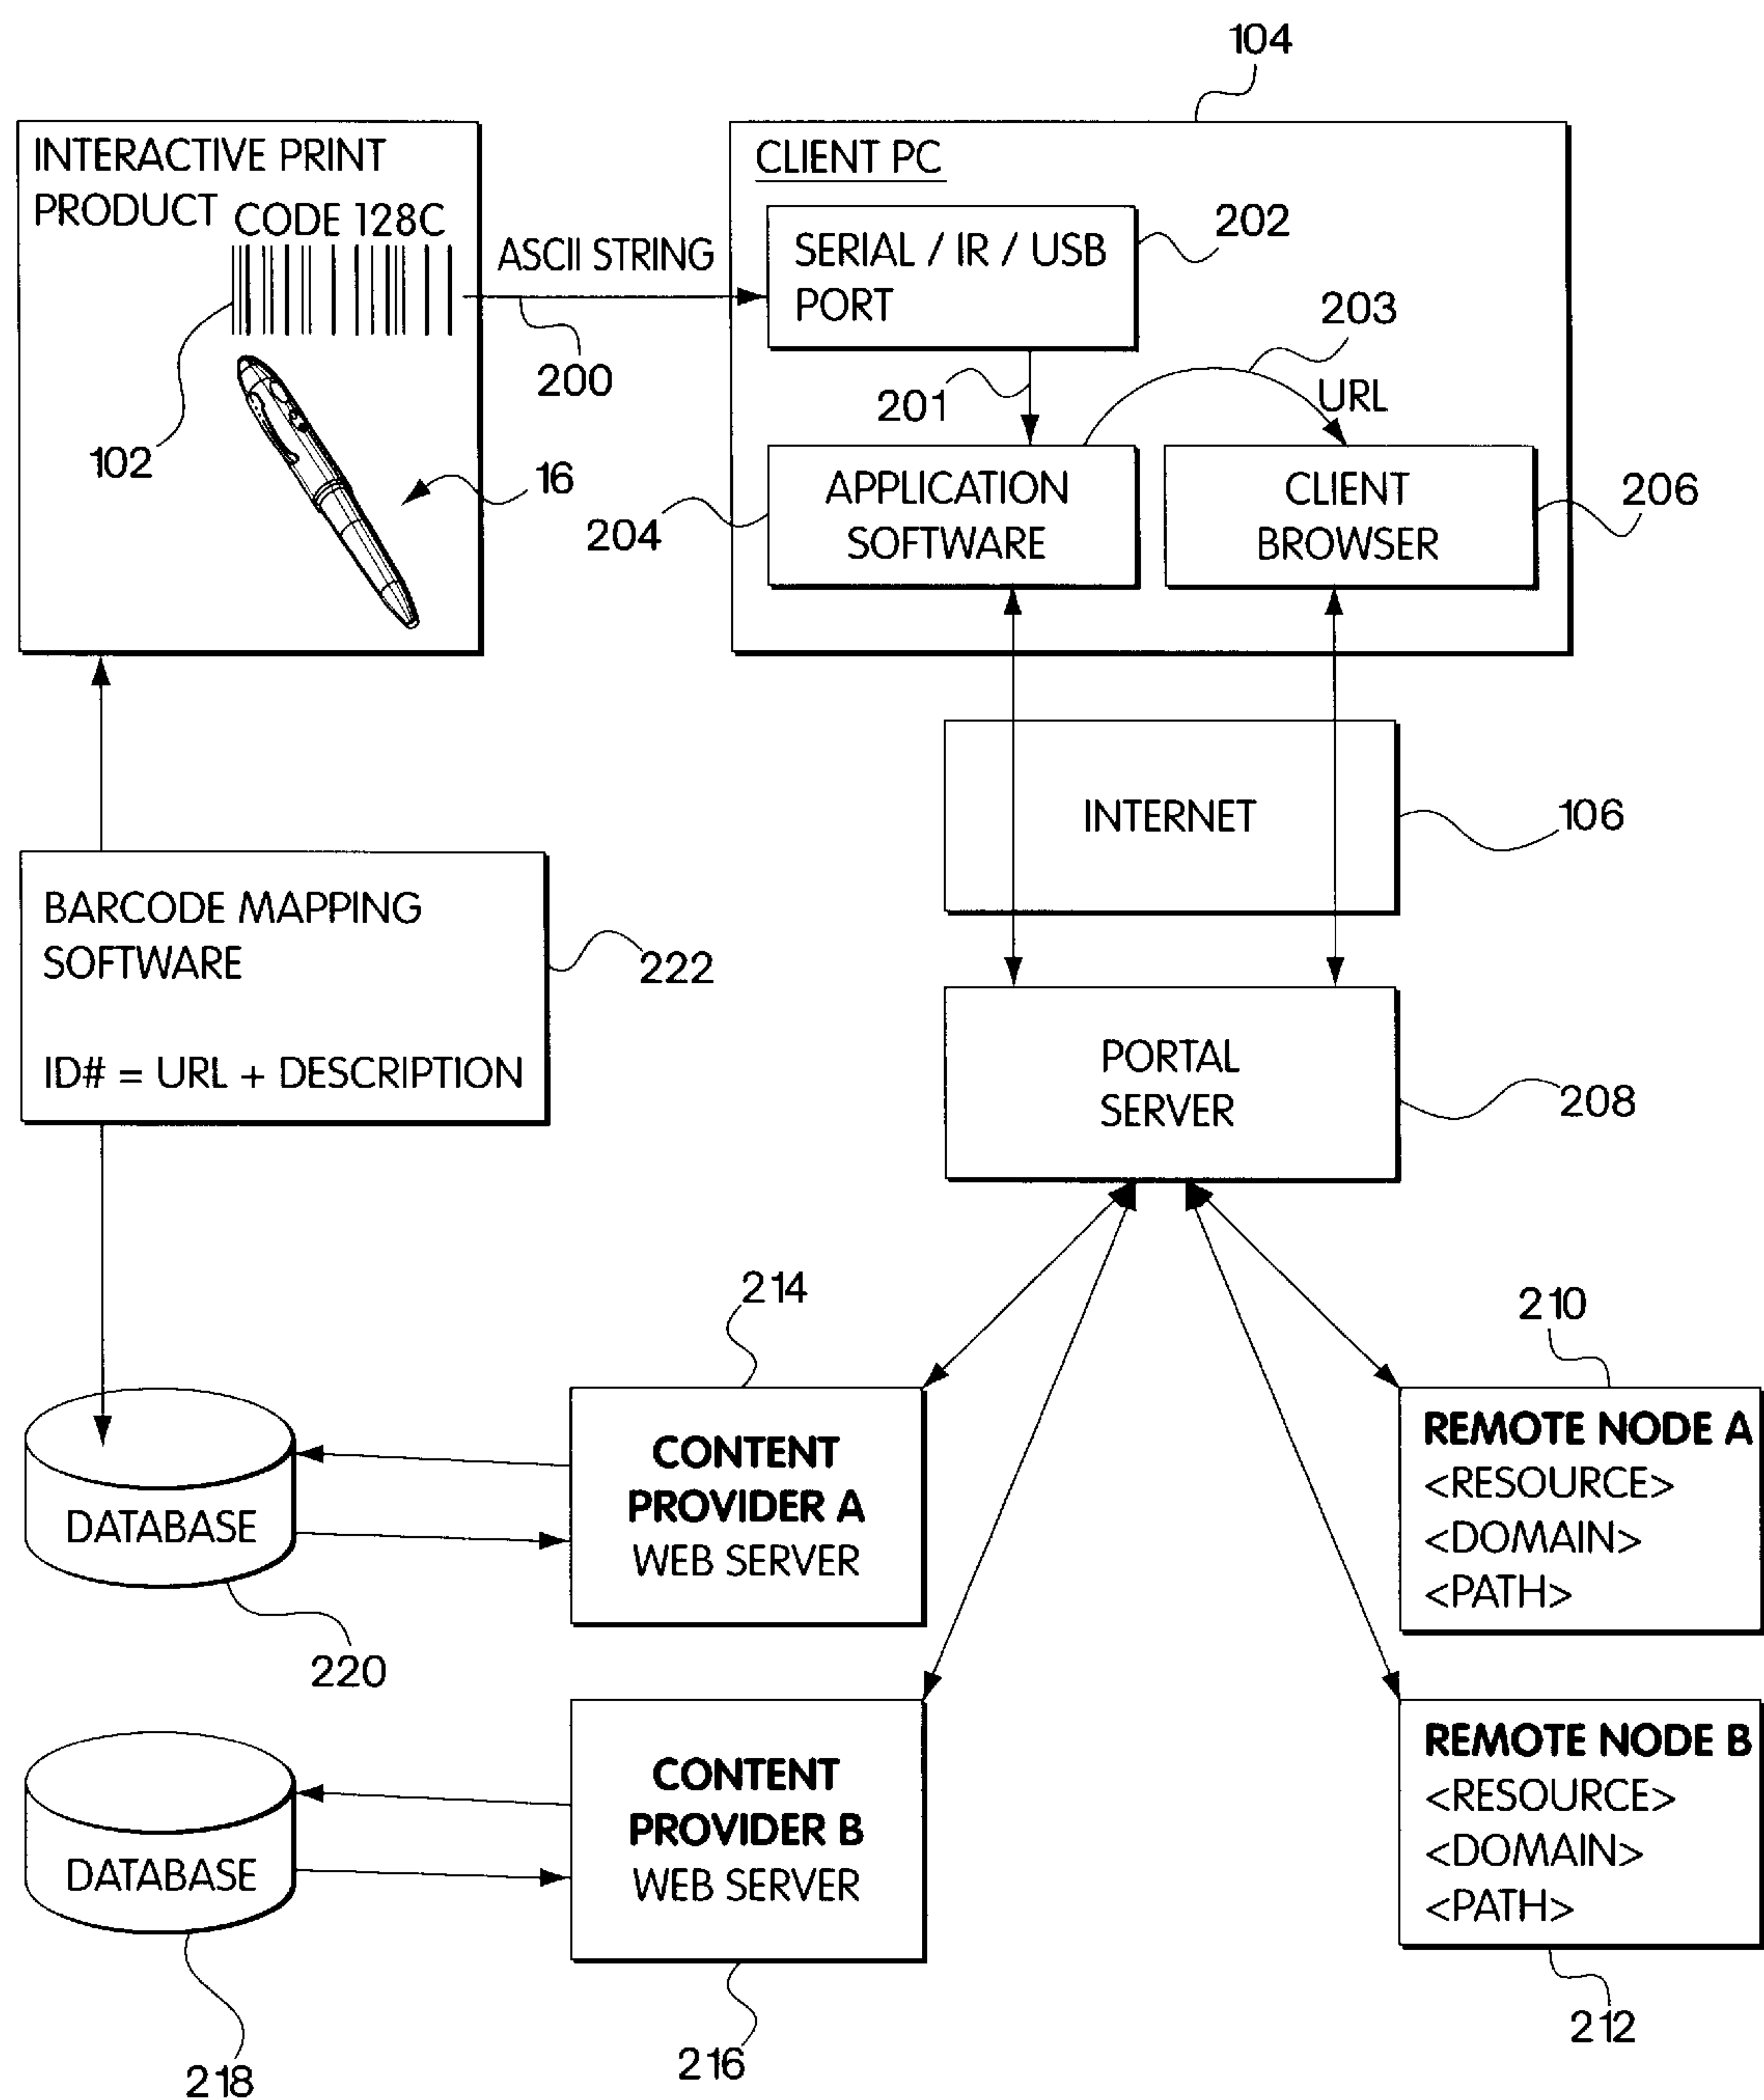 104
INTERACTIVE PRINT
PRODUCT
CODE 128C
102
16
ASCII STRING
200
CLIENT PC
SERIAL / IR / USB
PORT
202
201
203
URL
APPLICATION
SOFTWARE
204
CLIENT
BROWSER
206
INTERNET
106
BARCODE MAPPING
SOFTWARE
ID# = URL + DESCRIPTION
222
PORTAL
SERVER
208
214
210
DATABASE
220
CONTENT
PROVIDER A
WEB SERVER
REMOTE NODE A
<RESOURCE>
<DOMAIN>
<PATH>
DATABASE
218
CONTENT
PROVIDER B
WEB SERVER
216
REMOTE NODE B
<RESOURCE>
<DOMAIN>
<PATH>
212